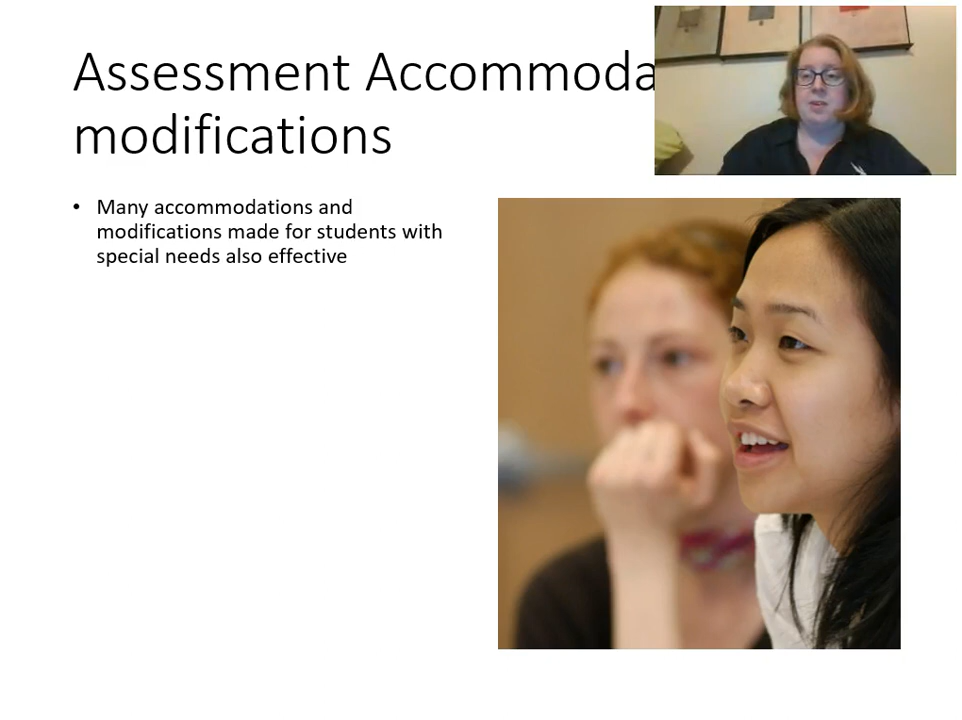 Assessment Accommoda
modifications
• Many accommodations and
modifications made for students with
special needs also effective